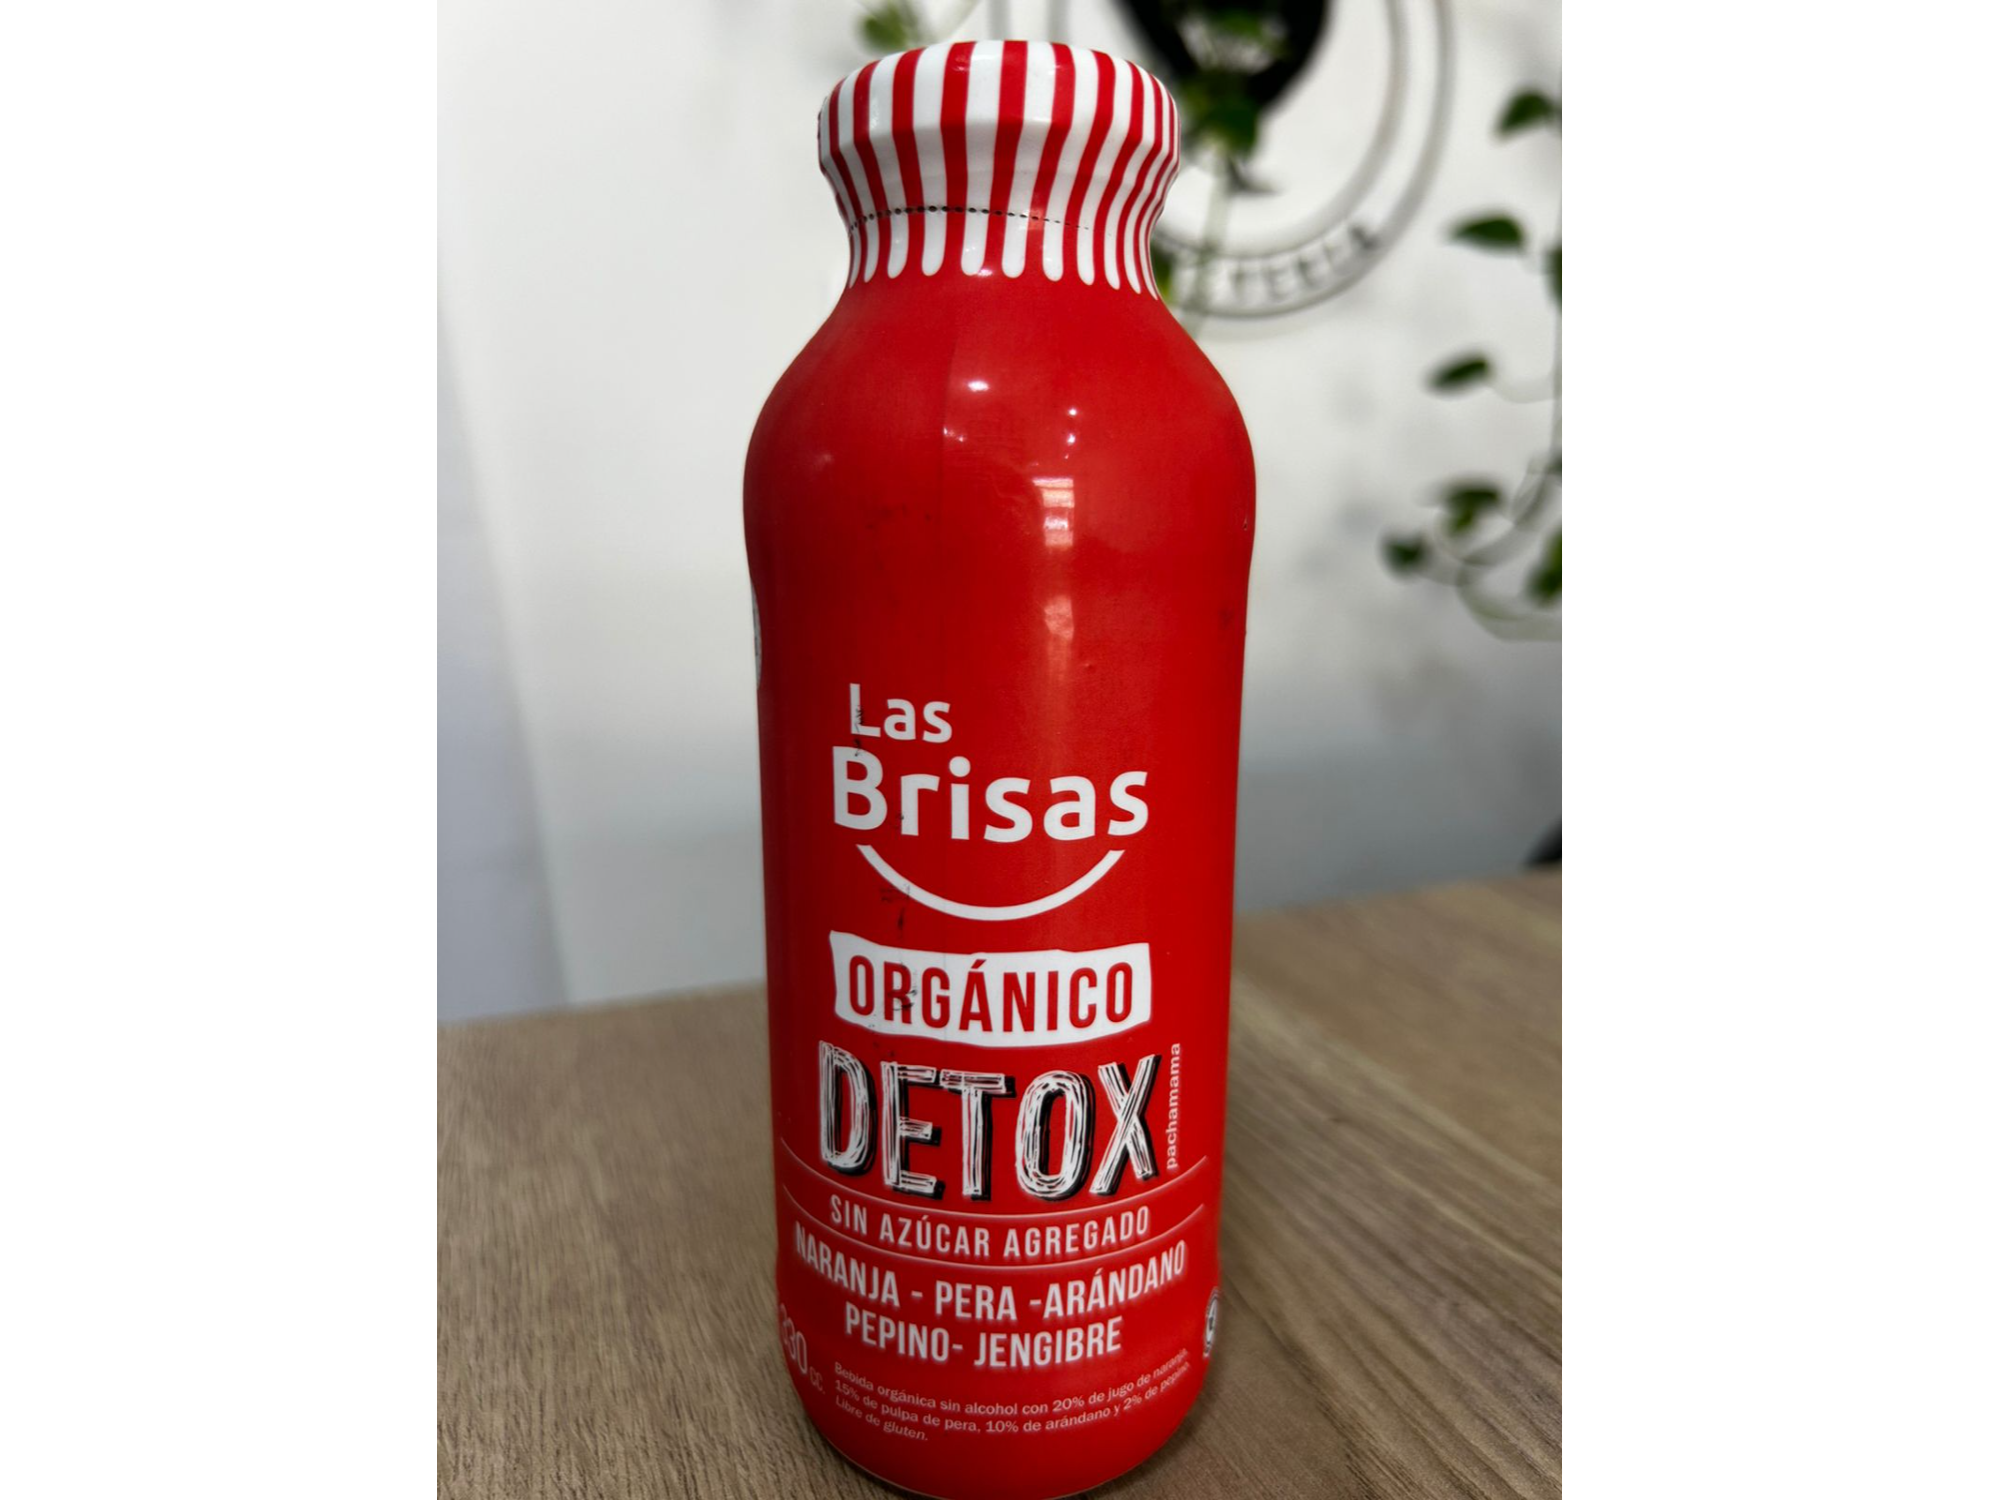 Las
Brisas
ORGÁNICO
DETOX
pachamama
SIN AZÚCAR AGREGADO
NARANJA - PERA -ARÁNDANO
PEPINO- JENGIBRE
330 cc.
Bebida orgánica sin alcohol con 20% de jugo de naranja,
15% de pulpa de pera, 10% de arándano y 2% de pepino.
Libre de gluten.